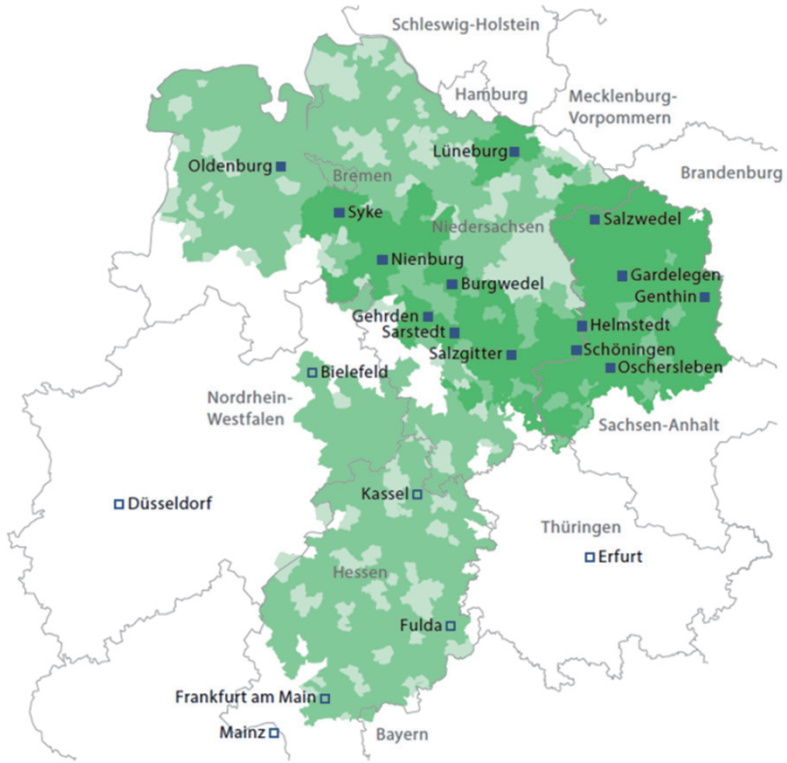 Schleswig-Holstein
Hamburg
Mecklenburg-
Vorpommern
Lüneburg
Oldenburg
Bremen
Brandenburg
Syke
Salzwedel
Niedersachsen
Nienburg
Gardelegen
Burgwedel
Genthin
Gehrden
Helmstedt
Sarstedt
Salzgitter
Schöningen
Oschersleben
Bielefeld
Nordrhein-
Westfalen
Sachsen-Anhalt
Kassel
Düsseldorf
Thüringen
Erfurt
Hessen
Fulda
Frankfurt am Main
Mainz
Bayern